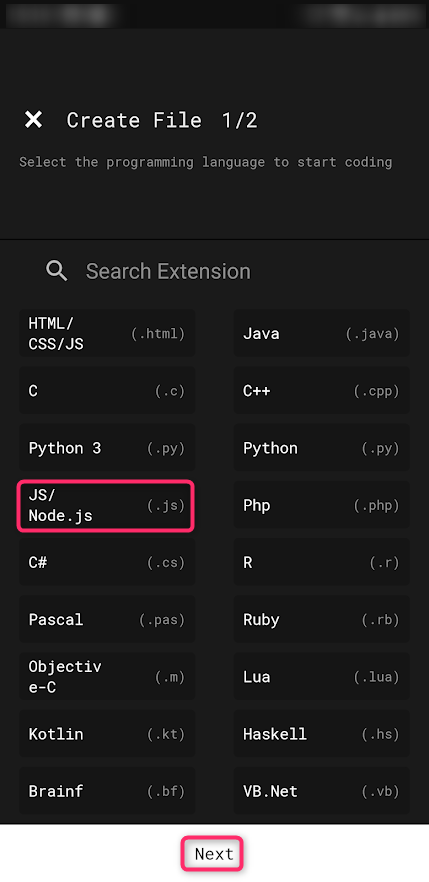 Create File 1/2
Select the programming language to start coding
Search Extension
HTML/
CSS/JS (.html)
Java (.java)
C (.c)
C++ (.cpp)
Python 3 (.py)
Python (.py)
JS/
Node.js (.js)
Php (.php)
C# (.cs)
R (.r)
Pascal (.pas)
Ruby (.rb)
Objectiv
e-C (.m)
Lua (.lua)
Kotlin (.kt)
Haskell (.hs)
Brainf (.bf)
VB.Net (.vb)
Next